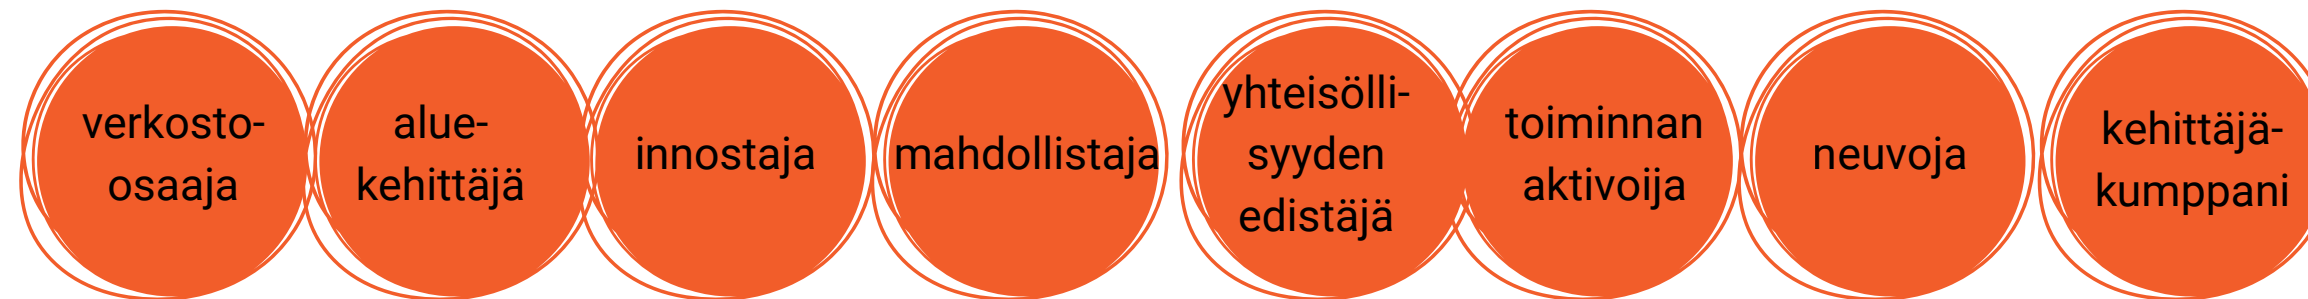 verkosto-
osaaja
alue-
kehittäjä
innostaja
mahdollistaja
yhteisölli-
syyden
edistäjä
toiminnan
aktivoija
neuvoja
kehittäjä-
kumppani